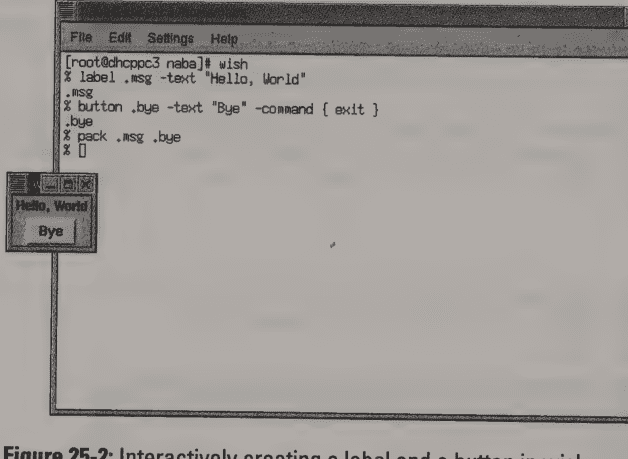 File Edit Settings Help
[root@dhcppc3 naba]# wish
% label .msg -text "Hello, World"
.msg
% button .bye -text "Bye" -command { exit }
.bye
% pack .msg .bye
%
Hello, World
Bye
Figure 25-2: Interactively creating a label and a button in wish